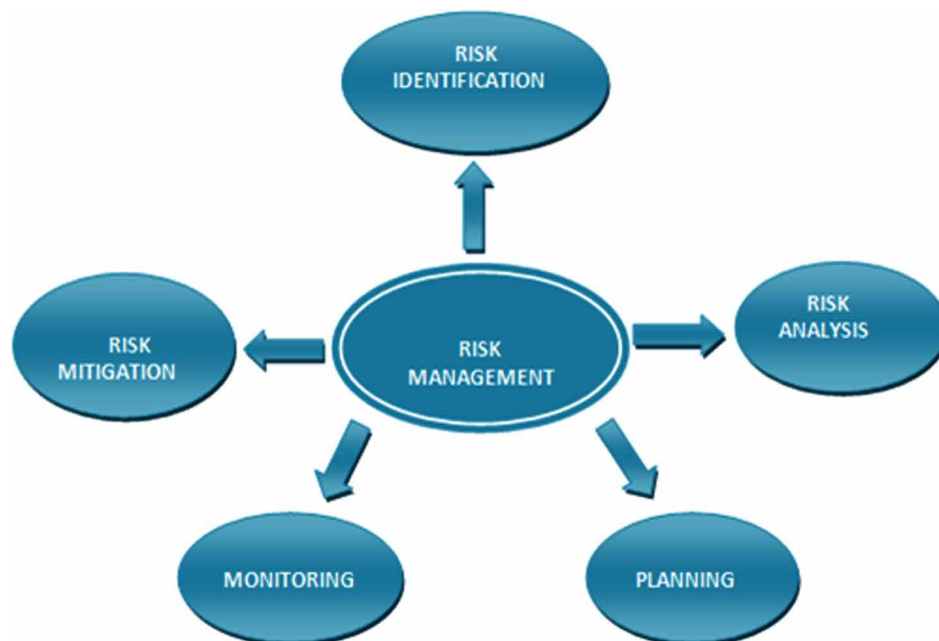 RISK
IDENTIFICATION
RISK
ANALYSIS
RISK
MITIGATION
RISK
MANAGEMENT
MONITORING
PLANNING